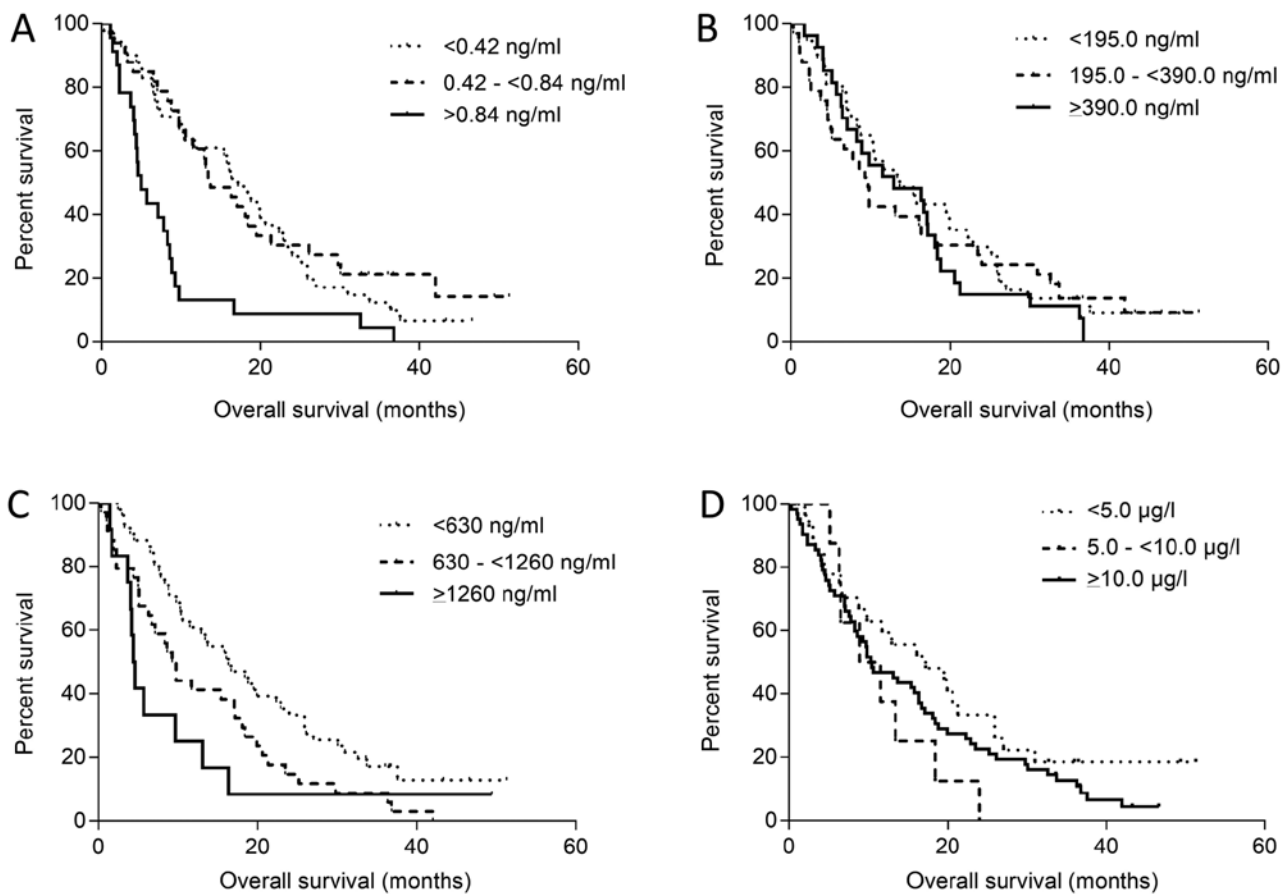 A
100
80
60
40
20
0
Percent survival
<0.42 ng/ml
0.42 - <0.84 ng/ml
>0.84 ng/ml
0 20 40 60
Overall survival (months)
B
100
80
60
40
20
0
Percent survival
<195.0 ng/ml
195.0 - <390.0 ng/ml
≥390.0 ng/ml
0 20 40 60
Overall survival (months)
C
100
80
60
40
20
0
Percent survival
<630 ng/ml
630 - <1260 ng/ml
≥1260 ng/ml
0 20 40 60
Overall survival (months)
D
100
80
60
40
20
0
Percent survival
<5.0 µg/l
5.0 - <10.0 µg/l
≥10.0 µg/l
0 20 40 60
Overall survival (months)